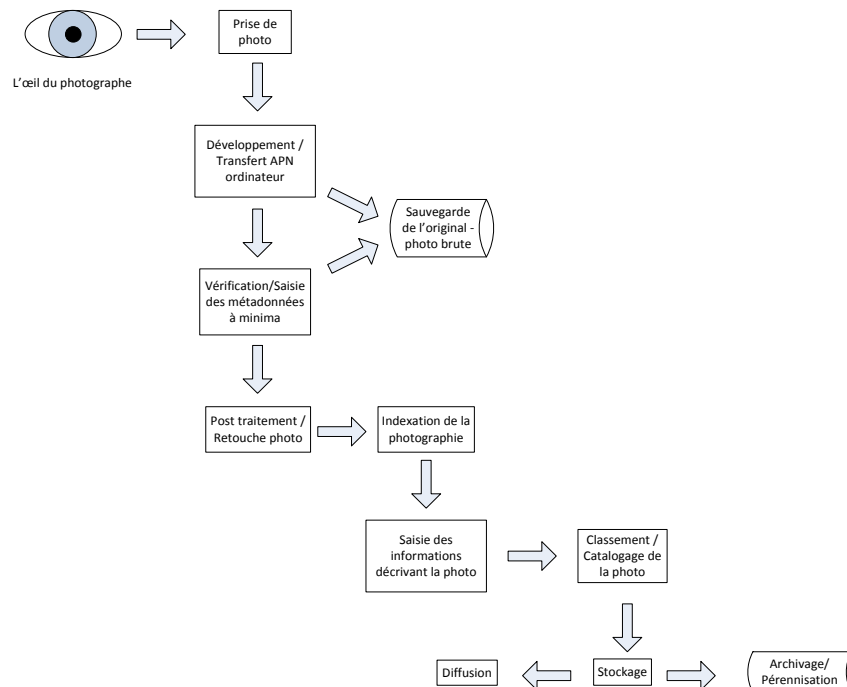 Prise de
photo
L'œil du photographe
Développement /
Transfert APN
ordinateur
Sauvegarde
de l'original -
photo brute
Vérification/Saisie
des métadonnées
à minima
Post traitement /
Retouche photo
Indexation de la
photographie
Saisie des
informations
décrivant la photo
Classement /
Catalogage de
la photo
Diffusion
Stockage
Archivage/
Pérennisation